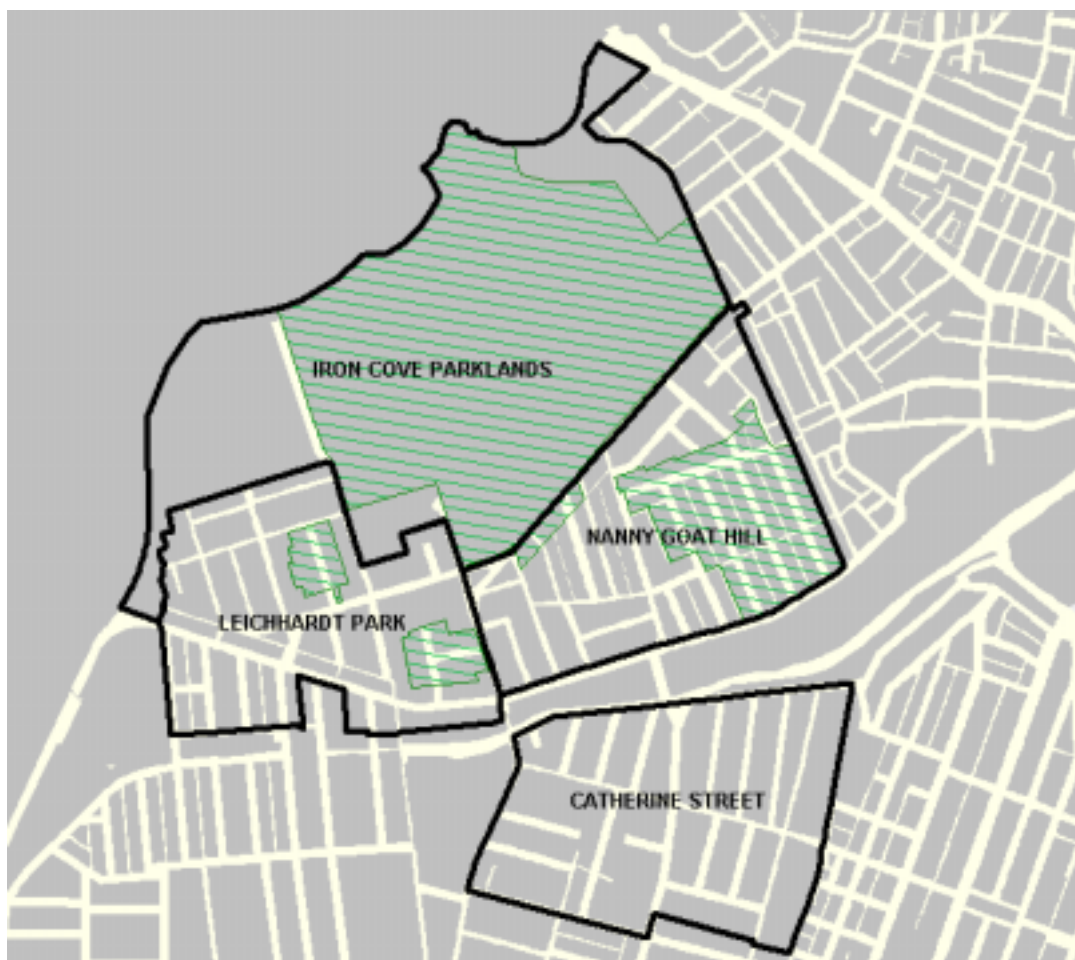 IRON COVE PARKLANDS
NANNY GOAT HILL
LEICHHARDT PARK
CATHERINE STREET